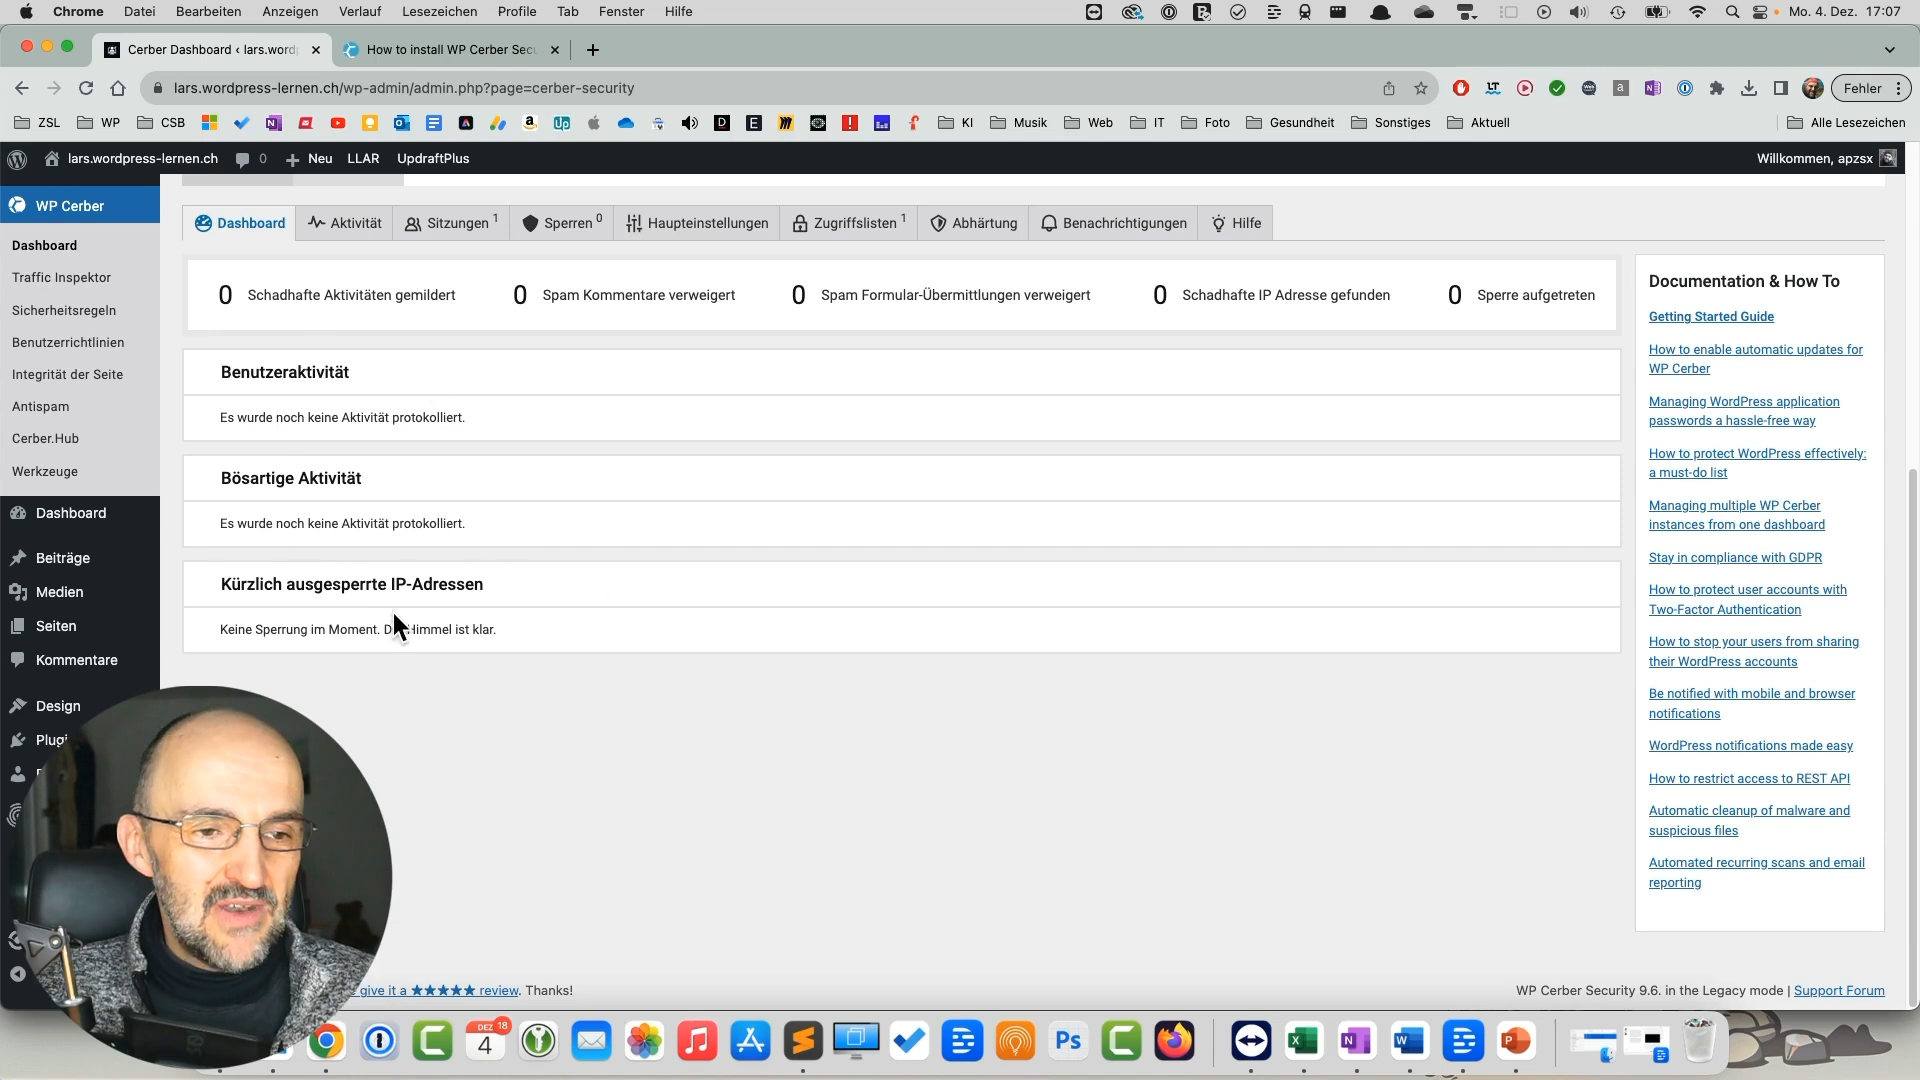 Chrome Datei Bearbeiten Anzeigen Verlauf Lesezeichen Profile Tab Fenster Hilfe Mo. 4. Dez. 17:07
Cerber Dashboard ‹ lars.word How to install WP Cerber Sec
lars.wordpress-lernen.ch/wp-admin/admin.php?page=cerber-security Fehler
ZSL WP CSB KI Musik Web IT Foto Gesundheit Sonstiges Aktuell Alle Lesezeichen
lars.wordpress-lernen.ch 0 Neu LLAR UpdraftPlus Willkommen, apzsx
WP Cerber
Dashboard
Traffic Inspektor
Sicherheitsregeln
Benutzerrichtlinien
Integrität der Seite
Antispam
Cerber.Hub
Werkzeuge
Dashboard
Beiträge
Medien
Seiten
Kommentare
Design
Plugi
Dashboard Aktivität Sitzungen 1 Sperren 0 Haupteinstellungen Zugriffslisten 1 Abhärtung Benachrichtigungen Hilfe
0 Schadhafte Aktivitäten gemildert 0 Spam Kommentare verweigert 0 Spam Formular-Übermittlungen verweigert 0 Schadhafte IP Adresse gefunden 0 Sperre aufgetreten
Benutzeraktivität
Es wurde noch keine Aktivität protokolliert.
Bösartige Aktivität
Es wurde noch keine Aktivität protokolliert.
Kürzlich ausgesperrte IP-Adressen
Keine Sperrung im Moment. D Himmel ist klar.
Documentation & How To
Getting Started Guide
How to enable automatic updates for
WP Cerber
Managing WordPress application
passwords a hassle-free way
How to protect WordPress effectively:
a must-do list
Managing multiple WP Cerber
instances from one dashboard
Stay in compliance with GDPR
How to protect user accounts with
Two-Factor Authentication
How to stop your users from sharing
their WordPress accounts
Be notified with mobile and browser
notifications
WordPress notifications made easy
How to restrict access to REST API
Automatic cleanup of malware and
suspicious files
Automated recurring scans and email
reporting
give it a ★★★★★ review. Thanks!
WP Cerber Security 9.6. in the Legacy mode | Support Forum
DEZ 18
4
Ps